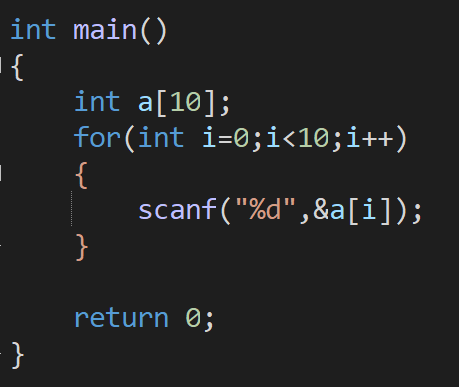 int main()
{
    int a[10];
    for(int i=0;i<10;i++)
    {
        scanf("%d",&a[i]);
    }

    return 0;
}